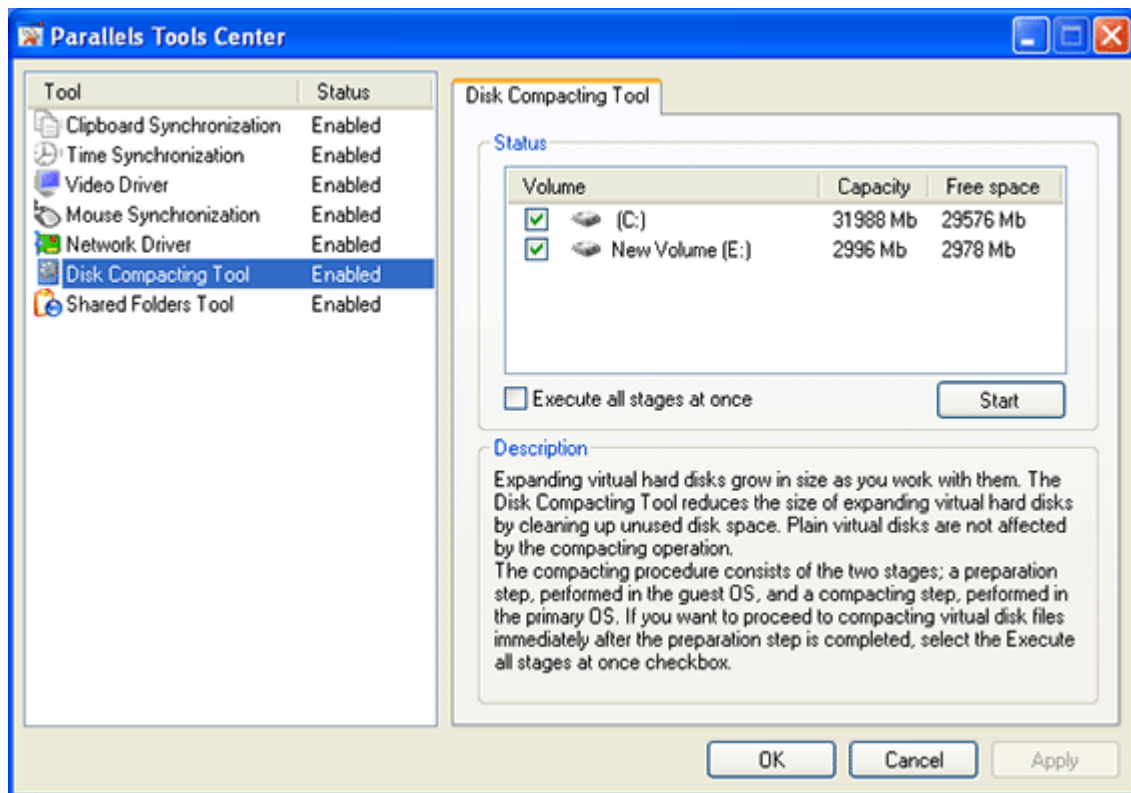 Parallels Tools Center
Tool Status
Clipboard Synchronization Enabled
Time Synchronization Enabled
Video Driver Enabled
Mouse Synchronization Enabled
Network Driver Enabled
Disk Compacting Tool Enabled
Shared Folders Tool Enabled
Disk Compacting Tool
Status
Volume Capacity Free space
(C:) 31988 Mb 29576 Mb
New Volume (E:) 2996 Mb 2978 Mb
Execute all stages at once Start
Description
Expanding virtual hard disks grow in size as you work with them. The
Disk Compacting Tool reduces the size of expanding virtual hard disks
by cleaning up unused disk space. Plain virtual disks are not affected
by the compacting operation.
The compacting procedure consists of the two stages; a preparation
step, performed in the guest OS, and a compacting step, performed in
the primary OS. If you want to proceed to compacting virtual disk files
immediately after the preparation step is completed, select the Execute
all stages at once checkbox.
OK Cancel Apply